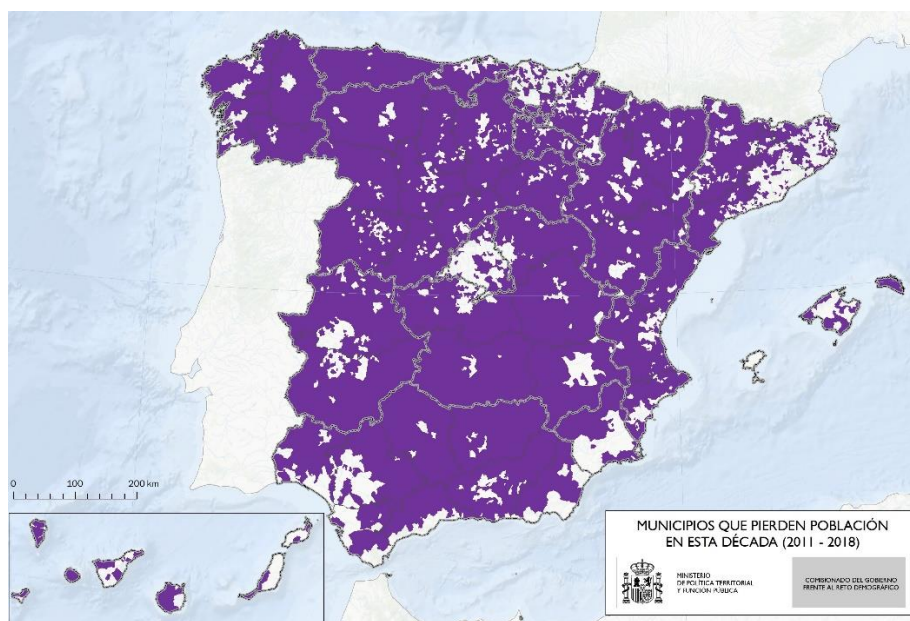 0 100 200 km
MUNICIPIOS QUE PIERDEN POBLACIÓN
EN ESTA DÉCADA (2011 - 2018)
MINISTERIO
DE POLÍTICA TERRITORIAL
Y FUNCIÓN PÚBLICA
COMISIONADO DEL GOBIERNO
FRENTE AL RETO DEMOGRÁFICO